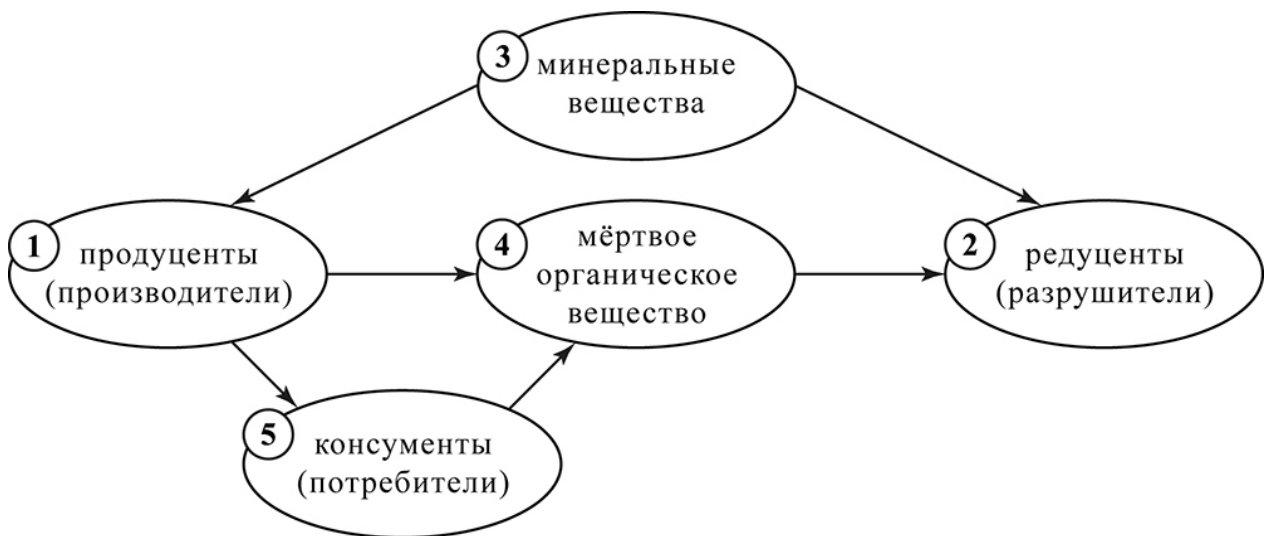 3
минеральные
вещества
1
продуценты
(производители)
4
мёртвое
органическое
вещество
2
редуценты
(разрушители)
5
консументы
(потребители)